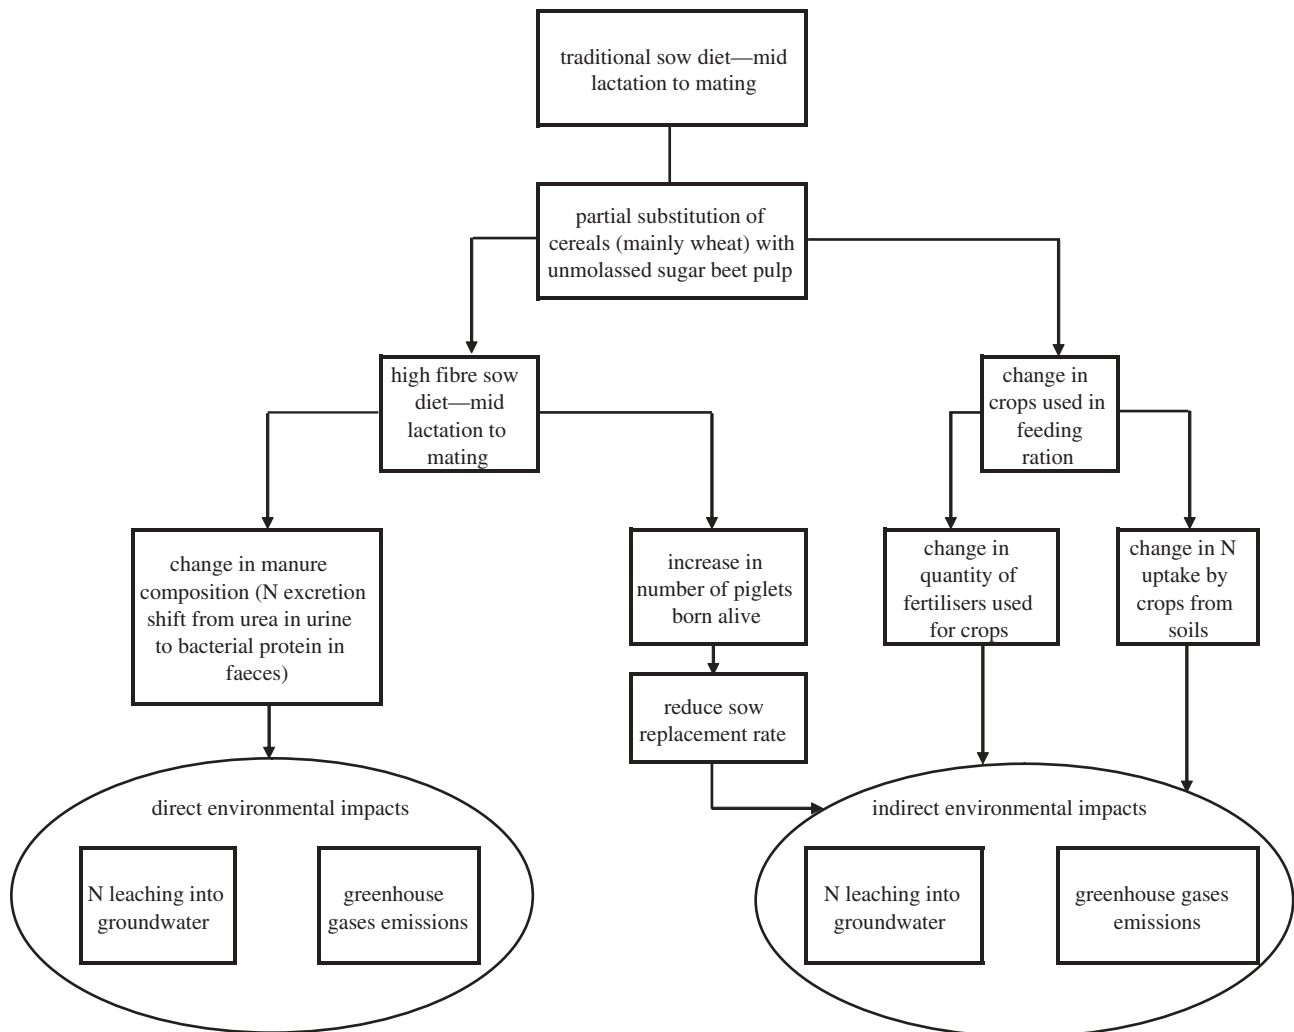 traditional sow diet—mid
lactation to mating
partial substitution of
cereals (mainly wheat) with
unmolassed sugar beet pulp
high fibre sow
diet—mid
lactation to
mating
change in
crops used in
feeding
ration
change in manure
composition (N excretion
shift from urea in urine
to bacterial protein in
faeces)
increase in
number of piglets
born alive
change in
quantity of
fertilisers used
for crops
change in N
uptake by
crops from
soils
reduce sow
replacement rate
direct environmental impacts
N leaching into
groundwater
greenhouse
gases emissions
indirect environmental impacts
N leaching into
groundwater
greenhouse gases
emissions